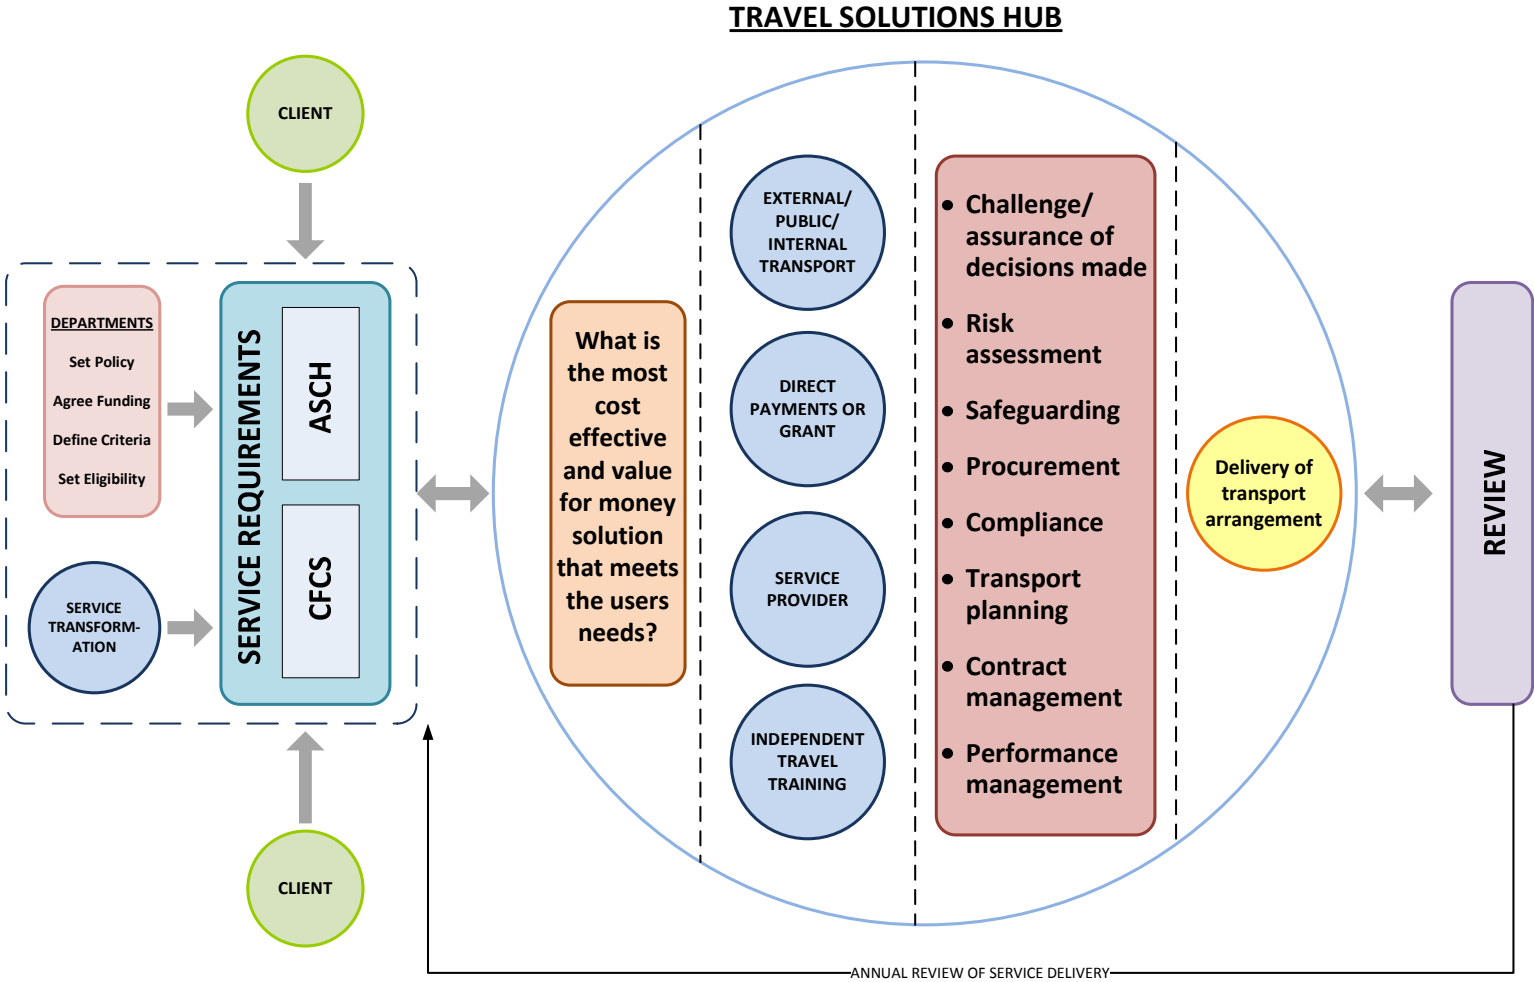 TRAVEL SOLUTIONS HUB
CLIENT
DEPARTMENTS
Set Policy
Agree Funding
Define Criteria
Set Eligibility
SERVICE
TRANSFORM-
ATION
SERVICE REQUIREMENTS
ASCH
CFCS
CLIENT
What is
the most
cost
effective
and value
for money
solution
that meets
the users
needs?
EXTERNAL/
PUBLIC/
INTERNAL
TRANSPORT
DIRECT
PAYMENTS OR
GRANT
SERVICE
PROVIDER
INDEPENDENT
TRAVEL
TRAINING
• Challenge/
assurance of
decisions made
• Risk
assessment
• Safeguarding
• Procurement
• Compliance
• Transport
planning
• Contract
management
• Performance
management
Delivery of
transport
arrangement
REVIEW
ANNUAL REVIEW OF SERVICE DELIVERY